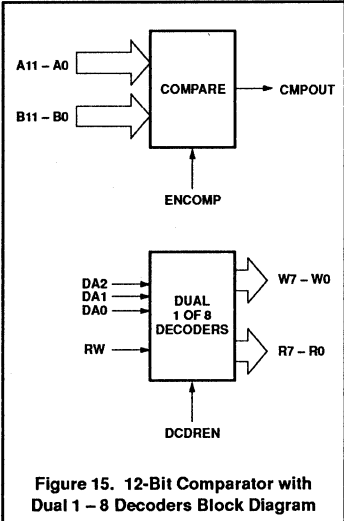 A11 – A0
COMPARE
CMPOUT
B11 – B0
ENCOMP
DA2
DA1
DA0
RW
DUAL
1 OF 8
DECODERS
W7 – W0
R7 – R0
DCDREN
Figure 15. 12-Bit Comparator with
Dual 1 – 8 Decoders Block Diagram